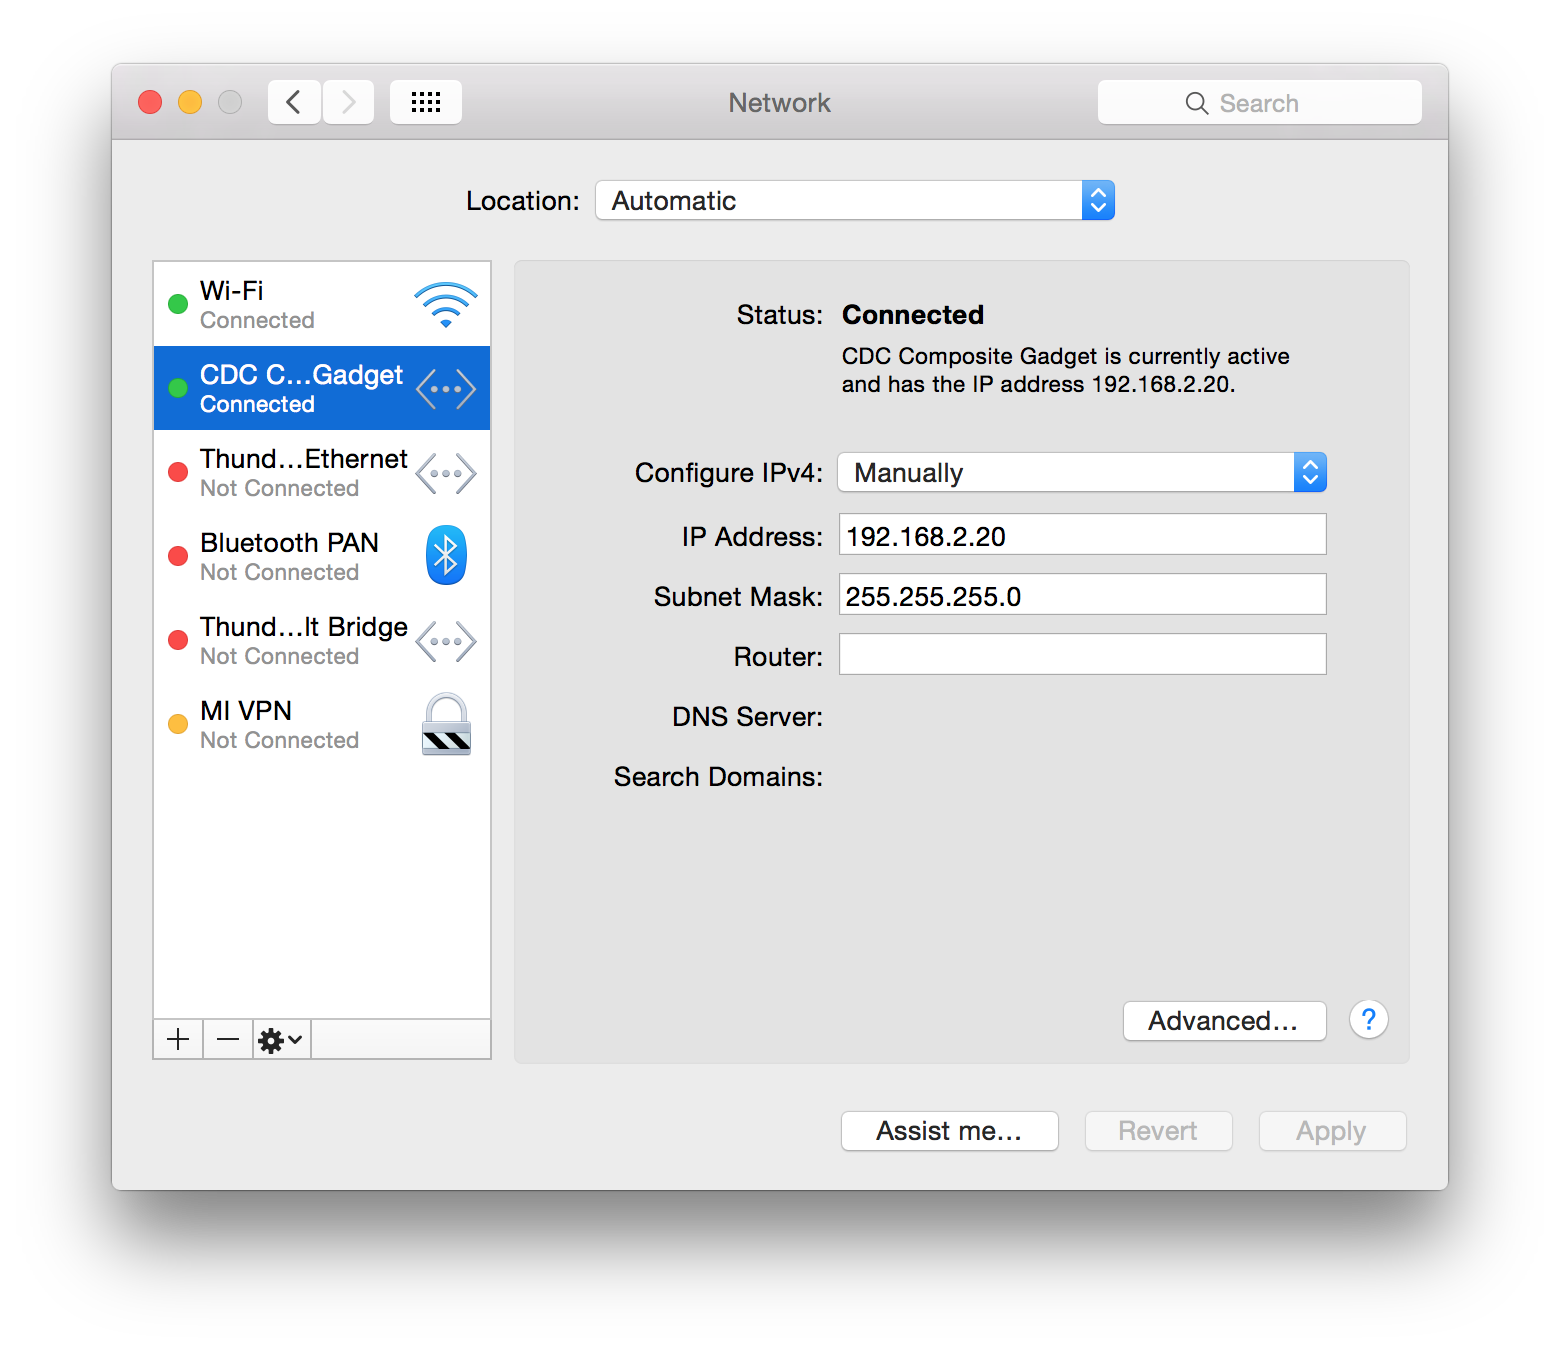 Network
Search
Location: Automatic
Wi-Fi
Connected
CDC C...Gadget
Connected
Thund...Ethernet
Not Connected
Bluetooth PAN
Not Connected
Thund...lt Bridge
Not Connected
MI VPN
Not Connected
Status: Connected
CDC Composite Gadget is currently active
and has the IP address 192.168.2.20.
Configure IPv4: Manually
IP Address: 192.168.2.20
Subnet Mask: 255.255.255.0
Router:
DNS Server:
Search Domains:
Advanced... ?
Assist me... Revert Apply